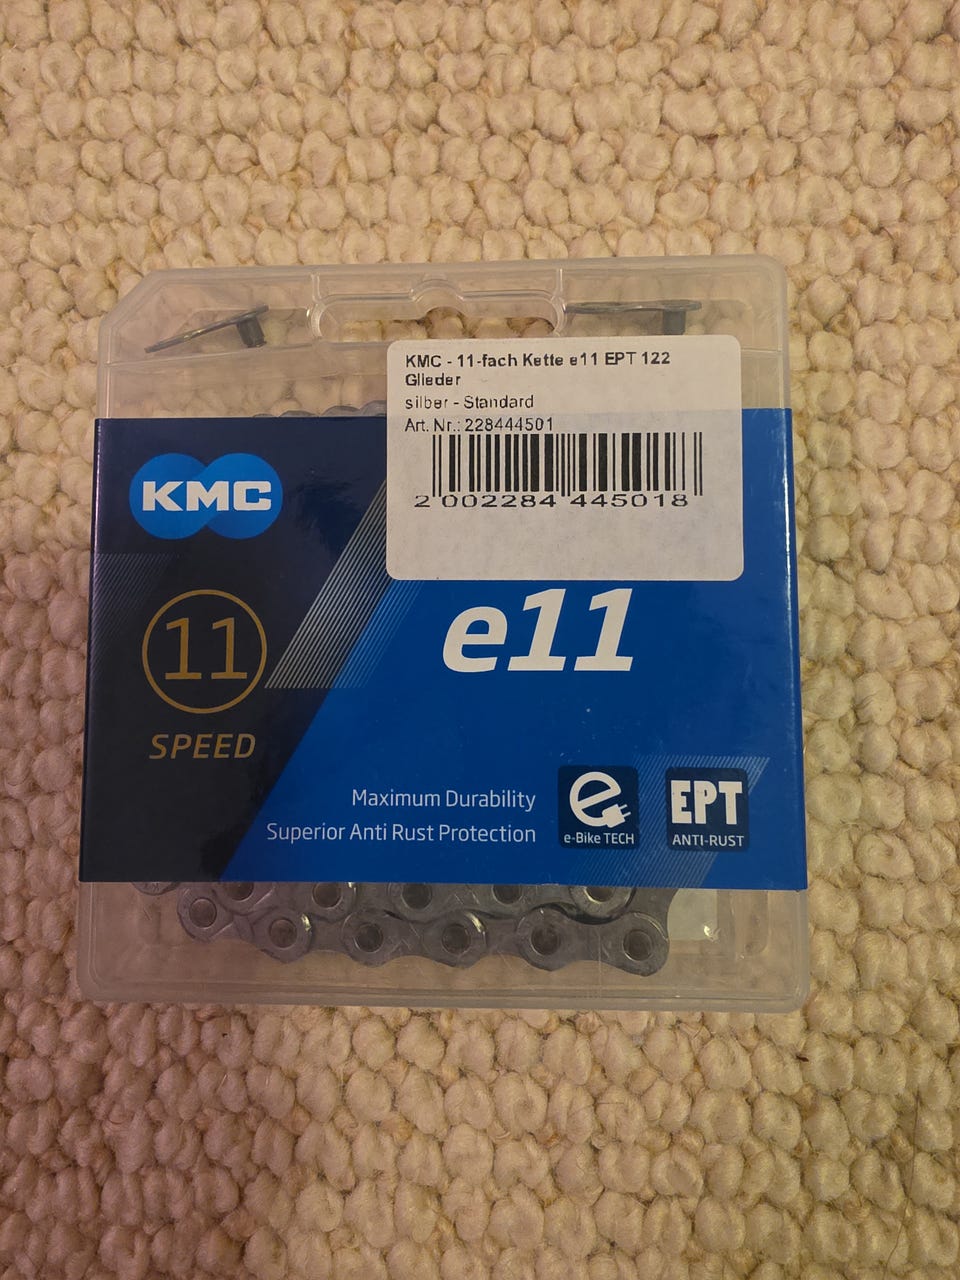 KMC - 11-fach Kette e11 EPT 122
Glieder
silber - Standard
Art. Nr.: 228444501
2 002284 445018
KMC
11
SPEED
e11
Maximum Durability
Superior Anti Rust Protection
e
e-Bike TECH
EPT
ANTI-RUST